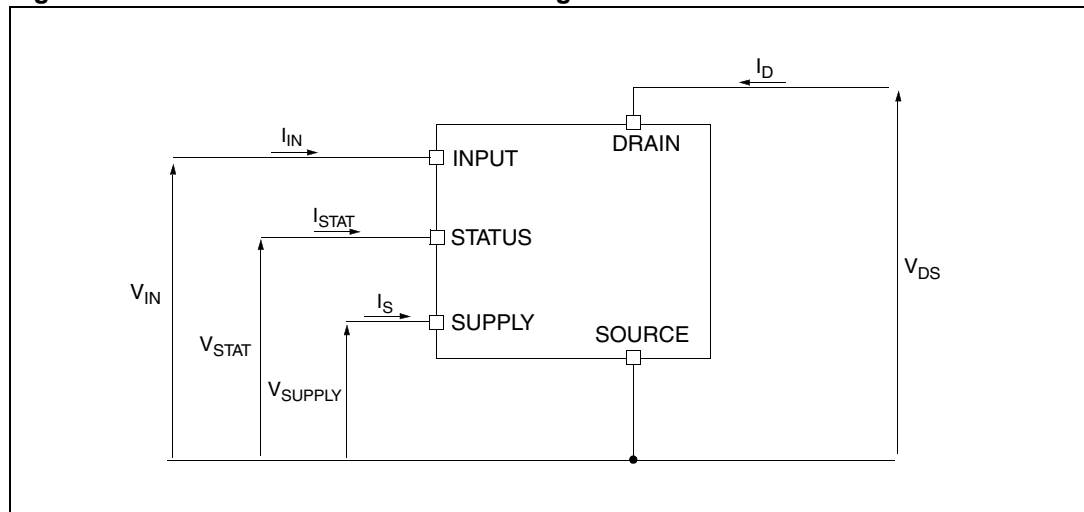 I_D
DRAIN
I_IN
INPUT
I_STAT
STATUS
V_DS
V_IN
I_S
SUPPLY
SOURCE
V_STAT
V_SUPPLY